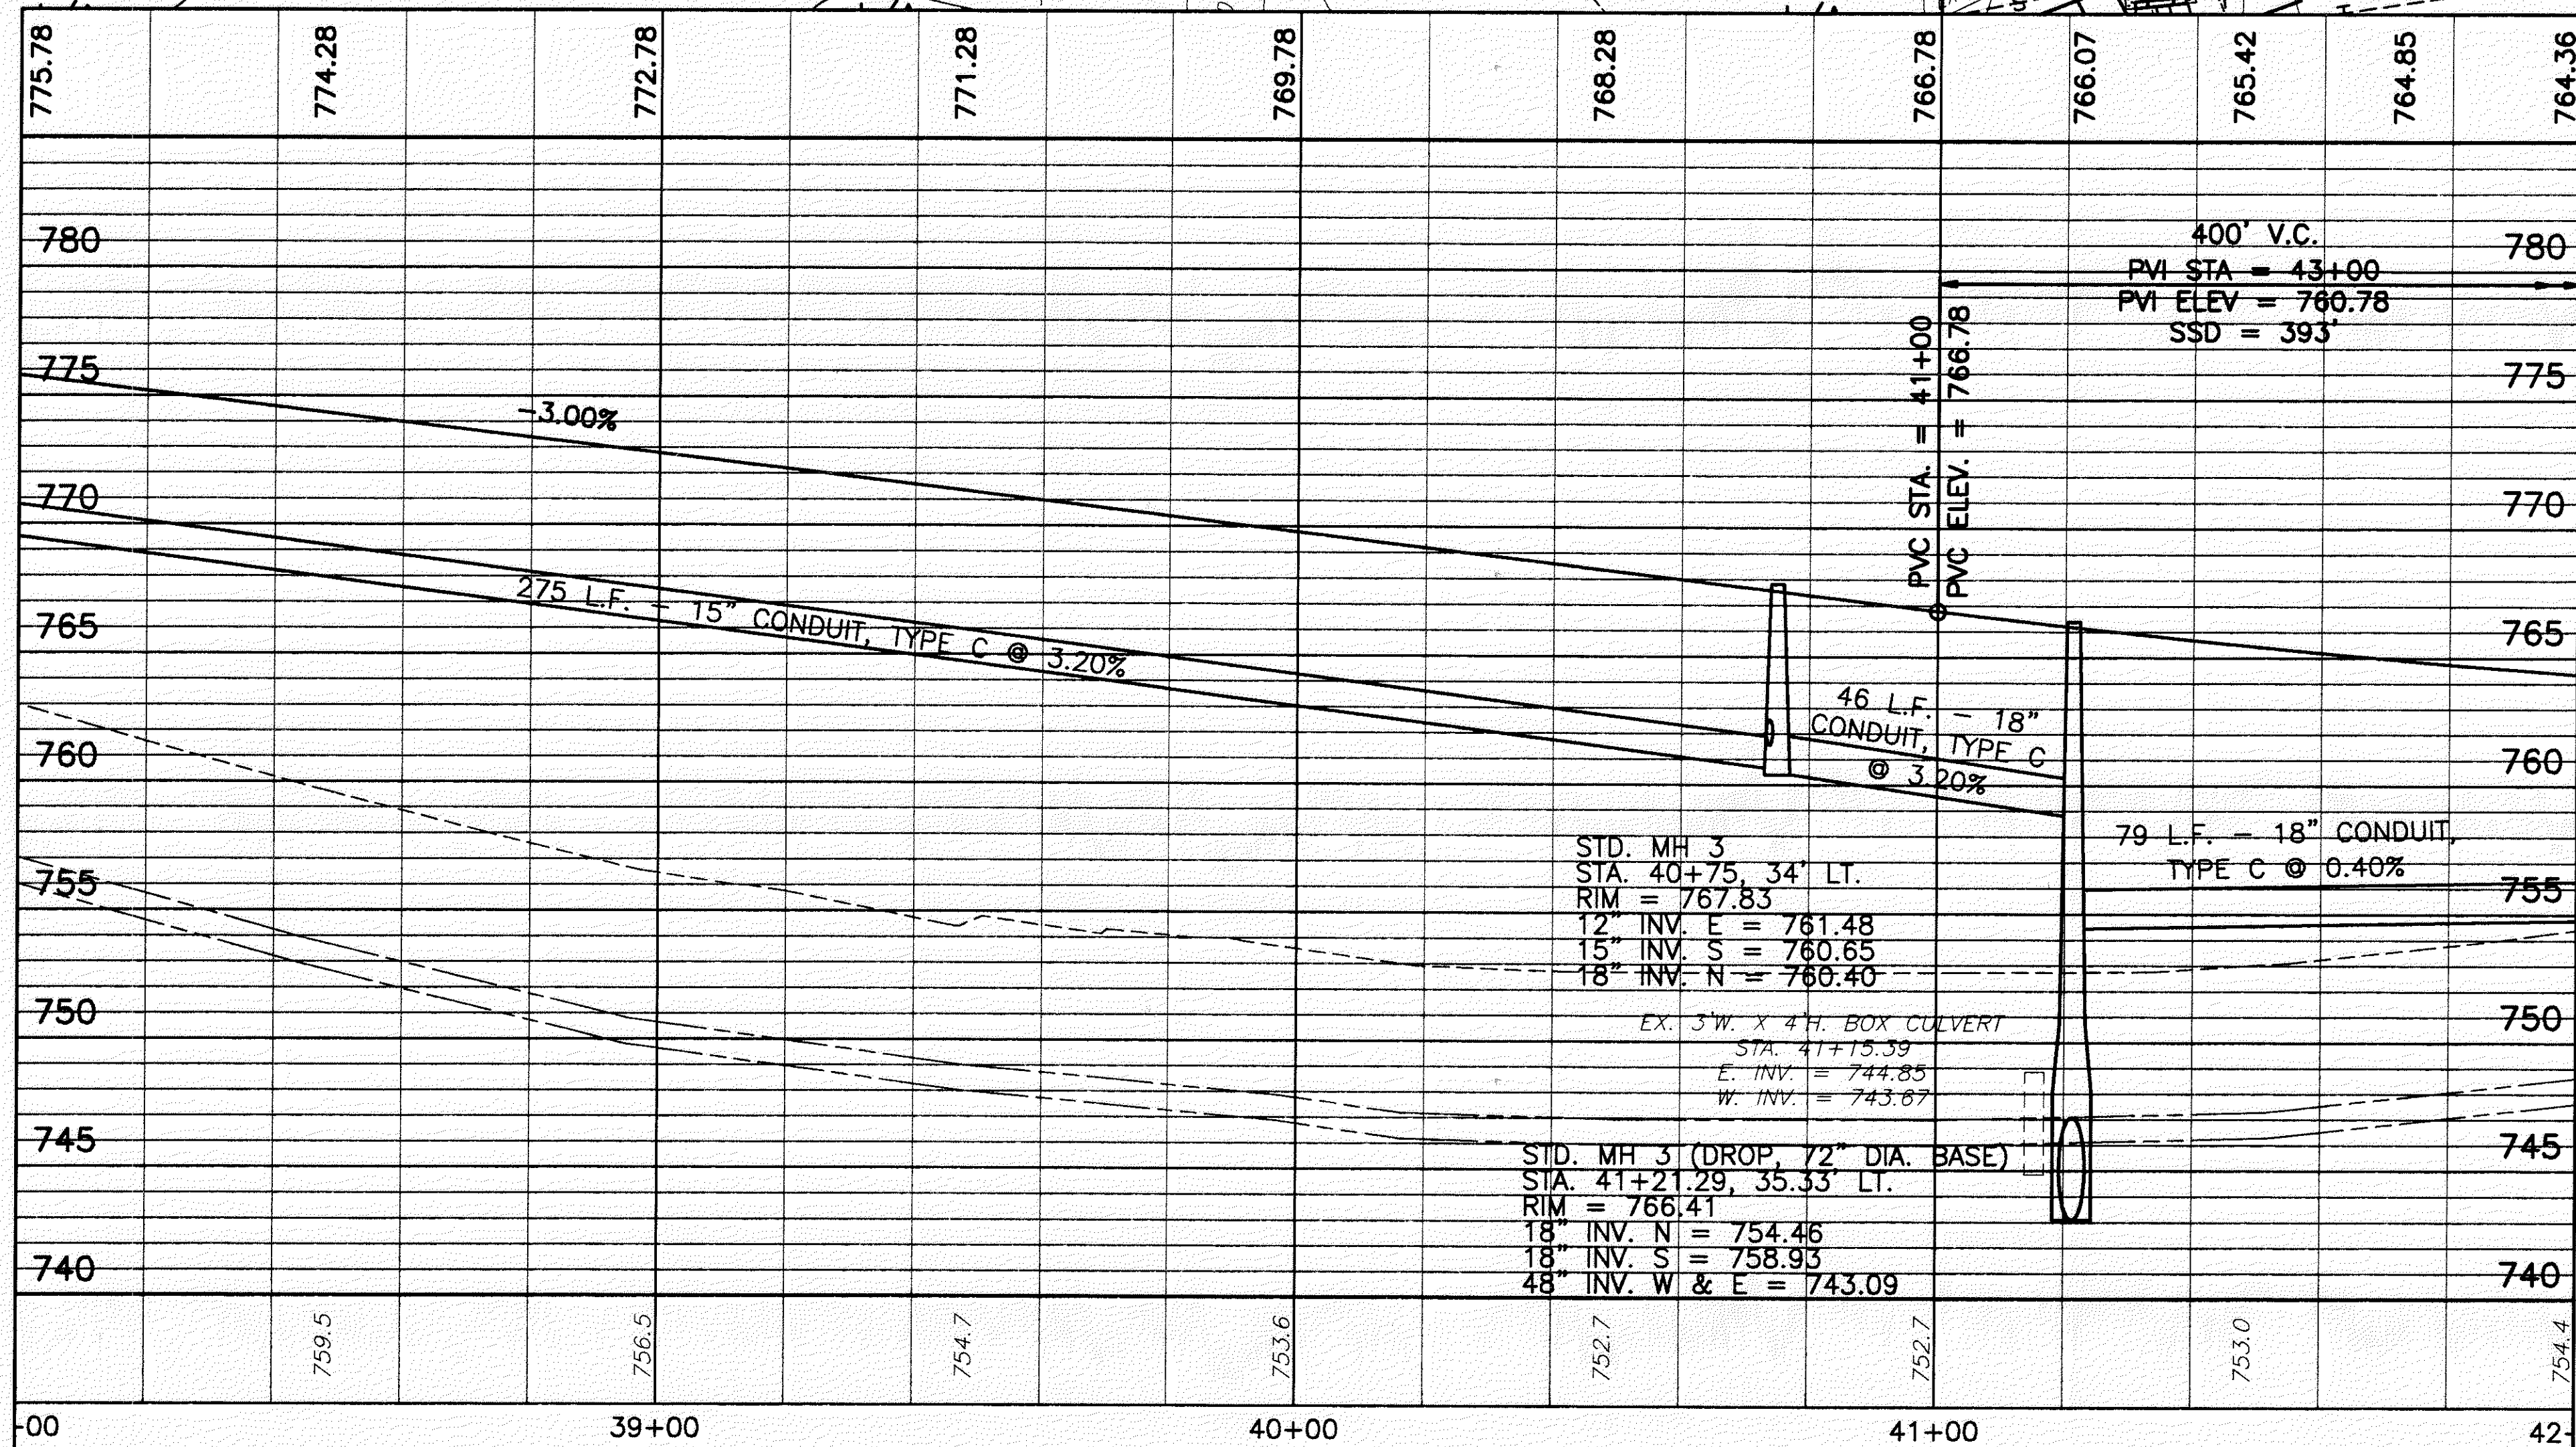 775.78
774.28
772.78
771.28
769.78
768.28
766.78
766.07
765.42
764.85
764.36
780
775
770
765
760
755
750
745
740
-3.00%
275 L.F. - 15" CONDUIT, TYPE C @ 3.20%
PVC STA. = 41+00
PVC ELEV. = 766.78
400' V.C.
PVI STA = 43+00
PVI ELEV = 760.78
SSD = 393'
46 L.F. - 18"
CONDUIT, TYPE C
@ 3.20%
79 L.F. - 18" CONDUIT,
TYPE C @ 0.40%
STD. MH 3
STA. 40+75, 34' LT.
RIM = 767.83
12" INV. E = 761.48
15" INV. S = 760.65
18" INV. N = 760.40
EX. 3'W. X 4'H. BOX CULVERT
STA. 41+15.39
E. INV. = 744.85
W. INV. = 743.67
STD. MH 3 (DROP, 72" DIA. BASE)
STA. 41+21.29, 35.33' LT.
RIM = 766.41
18" INV. N = 754.46
18" INV. S = 758.93
48" INV. W & E = 743.09
780
775
770
765
760
755
750
745
740
759.5
756.5
754.7
753.6
752.7
752.7
753.0
754.4
+00
39+00
40+00
41+00
42+